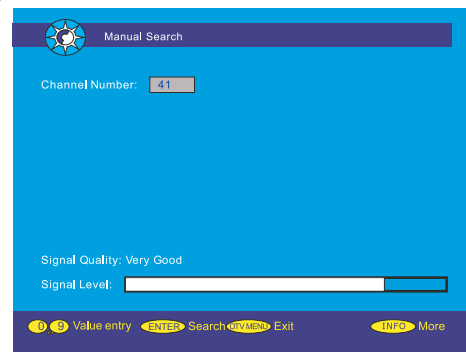 Manual Search
Channel Number: 41
Signal Quality: Very Good
Signal Level:
0 9 Value entry ENTER Search DTV MENU Exit INFO More